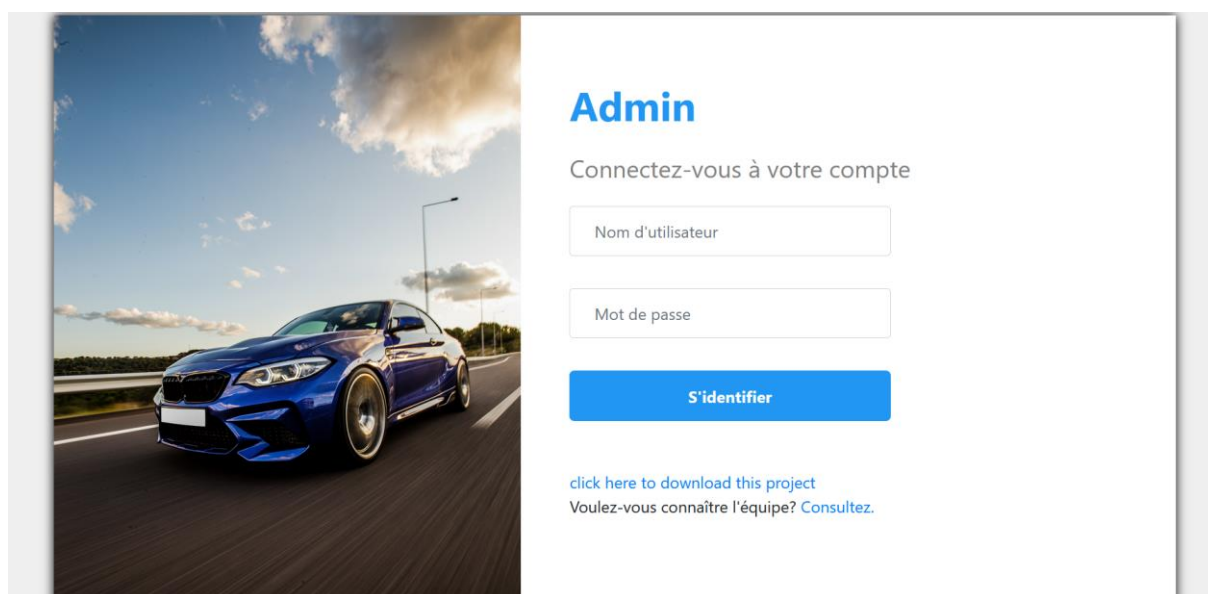 Admin
Connectez-vous à votre compte
Nom d'utilisateur
Mot de passe
S'identifier
click here to download this project
Voulez-vous connaître l'équipe? Consultez.